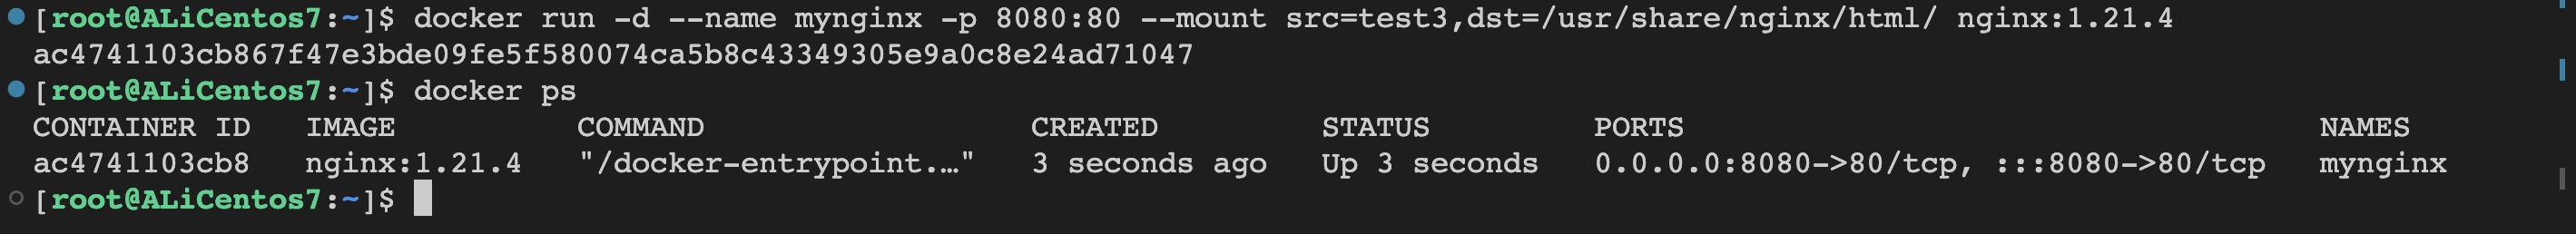 [root@ALiCentos7:~]$ docker run -d --name mynginx -p 8080:80 --mount src=test3,dst=/usr/share/nginx/html/ nginx:1.21.4
ac4741103cb867f47e3bde09fe5f580074ca5b8c43349305e9a0c8e24ad71047
[root@ALiCentos7:~]$ docker ps
CONTAINER ID   IMAGE          COMMAND                  CREATED         STATUS         PORTS                                   NAMES
ac4741103cb8   nginx:1.21.4   "/docker-entrypoint.…"   3 seconds ago   Up 3 seconds   0.0.0.0:8080->80/tcp, :::8080->80/tcp   mynginx
[root@ALiCentos7:~]$